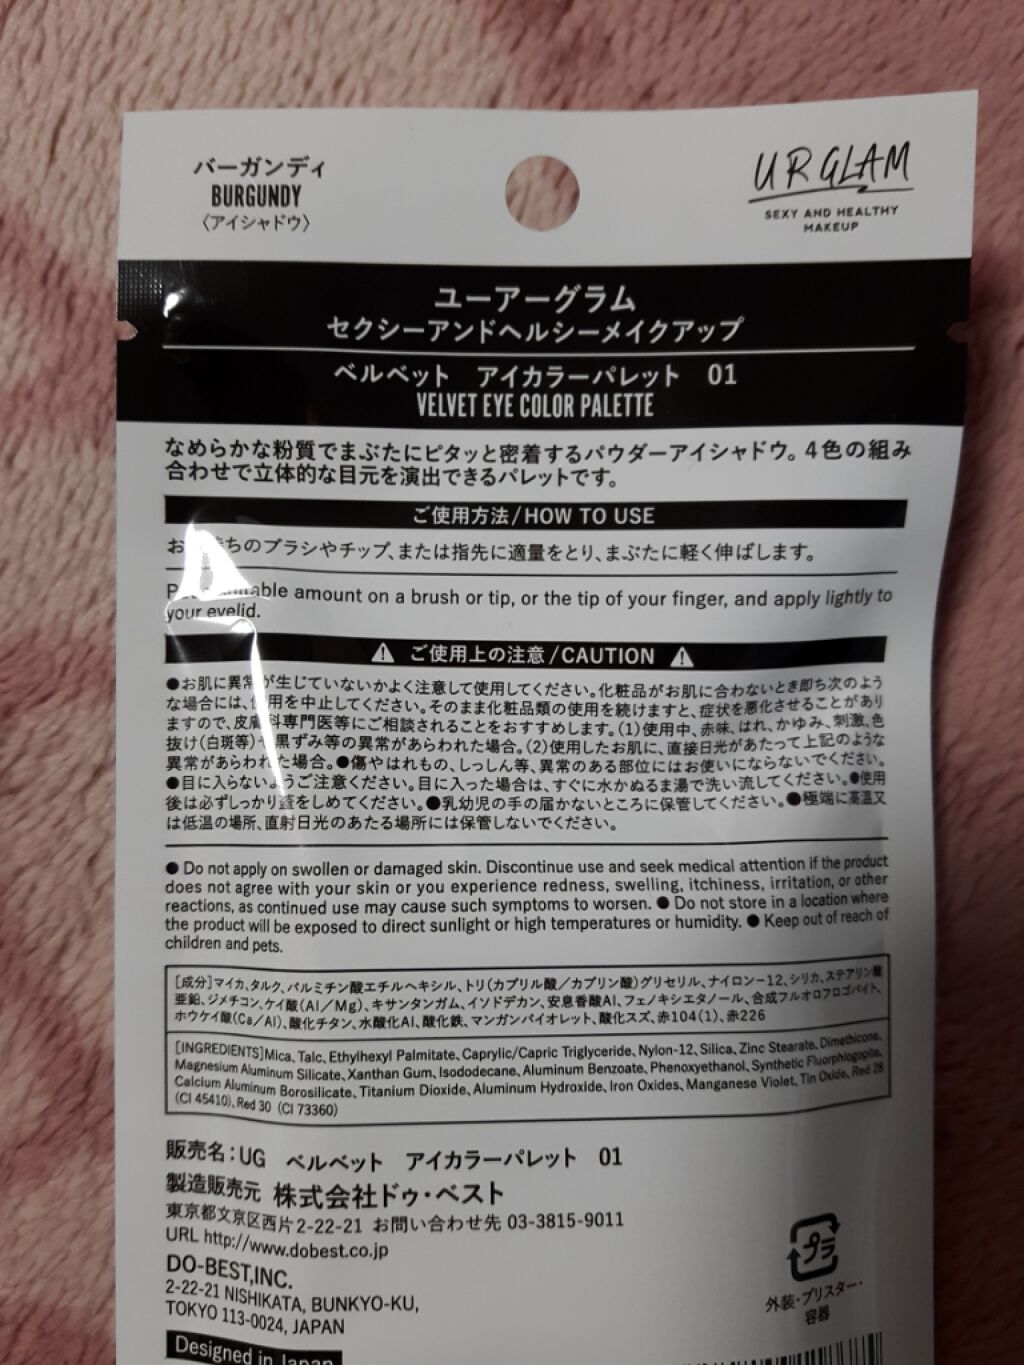 バーガンディ
BURGUNDY
〈アイシャドウ〉
URGLAM
SEXY AND HEALTHY
MAKEUP
ユーアーグラム
セクシーアンドヘルシーメイクアップ
ベルベット アイカラーパレット 01
VELVET EYE COLOR PALETTE
なめらかな粉質でまぶたにピタッと密着するパウダーアイシャドウ。4色の組み
合わせで立体的な目元を演出できるパレットです。
ご使用方法/HOW TO USE
お ちのブラシやチップ、または指先に適量をとり、まぶたに軽く伸ばします。
amount on a brush or tip, or the tip of your finger, and apply lightly to
your eyelid.
⚠ ご使用上の注意/CAUTION ⚠
●お肌に異常が生じていないかよく注意して使用してください。化粧品がお肌に合わないとき即ち次のよう
な場合には、使用を中止してください。そのまま化粧品類の使用を続けますと、症状を悪化させることがあり
ますので、皮膚科専門医等にご相談されることをおすすめします。(1)使用中、赤味、はれ、かゆみ、刺激、色
抜け(白斑等)や黒ずみ等の異常があらわれた場合。(2)使用したお肌に、直接日光があたって上記のような
異常があらわれた場合。●傷やはれもの、しっしん等、異常のある部位にはお使いにならないでください。
●目に入らないようご注意ください。目に入った場合は、すぐに水かぬるま湯で洗い流してください。●使用
後は必ずしっかり蓋をしめてください。●乳幼児の手の届かないところに保管してください。●極端に高温又
は低温の場所、直射日光のあたる場所には保管しないでください。
● Do not apply on swollen or damaged skin. Discontinue use and seek medical attention if the product
does not agree with your skin or you experience redness, swelling, itchiness, irritation, or other
reactions, as continued use may cause such symptoms to worsen. ● Do not store in a location where
the product will be exposed to direct sunlight or high temperatures or humidity. ● Keep out of reach of
children and pets.
[成分]マイカ、タルク、パルミチン酸エチルヘキシル、トリ(カプリル酸/カプリン酸)グリセリル、ナイロン-12、シリカ、ステアリン酸
亜鉛、ジメチコン、ケイ酸(Al/Mg)、キサンタンガム、イソドデカン、安息香酸Al、フェノキシエタノール、合成フルオロフロゴパイト、
ホウケイ酸(Ca/Al)、酸化チタン、水酸化Al、酸化鉄、マンガンバイオレット、酸化スズ、赤104(1)、赤226
[INGREDIENTS]Mica、Talc、Ethylhexyl Palmitate、Caprylic/Capric Triglyceride、Nylon-12、Silica、Zinc Stearate、Dimethicone、
Magnesium Aluminum Silicate、Xanthan Gum、Isododecane、Aluminum Benzoate、Phenoxyethanol、Synthetic Fluorphlogopite、
Calcium Aluminum Borosilicate、Titanium Dioxide、Aluminum Hydroxide、Iron Oxides、Manganese Violet、Tin Oxide、Red 28
(CI 45410)、Red 30 (CI 73360)
販売名：UG ベルベット アイカラーパレット 01
製造販売元 株式会社ドゥ・ベスト
東京都文京区西片2-22-21 お問い合わせ先 03-3815-9011
URL http://www.dobest.co.jp
DO-BEST,INC.
2-22-21 NISHIKATA, BUNKYO-KU,
TOKYO 113-0024, JAPAN
Designed in Japan
プラ
外装・ブリスター・
容器